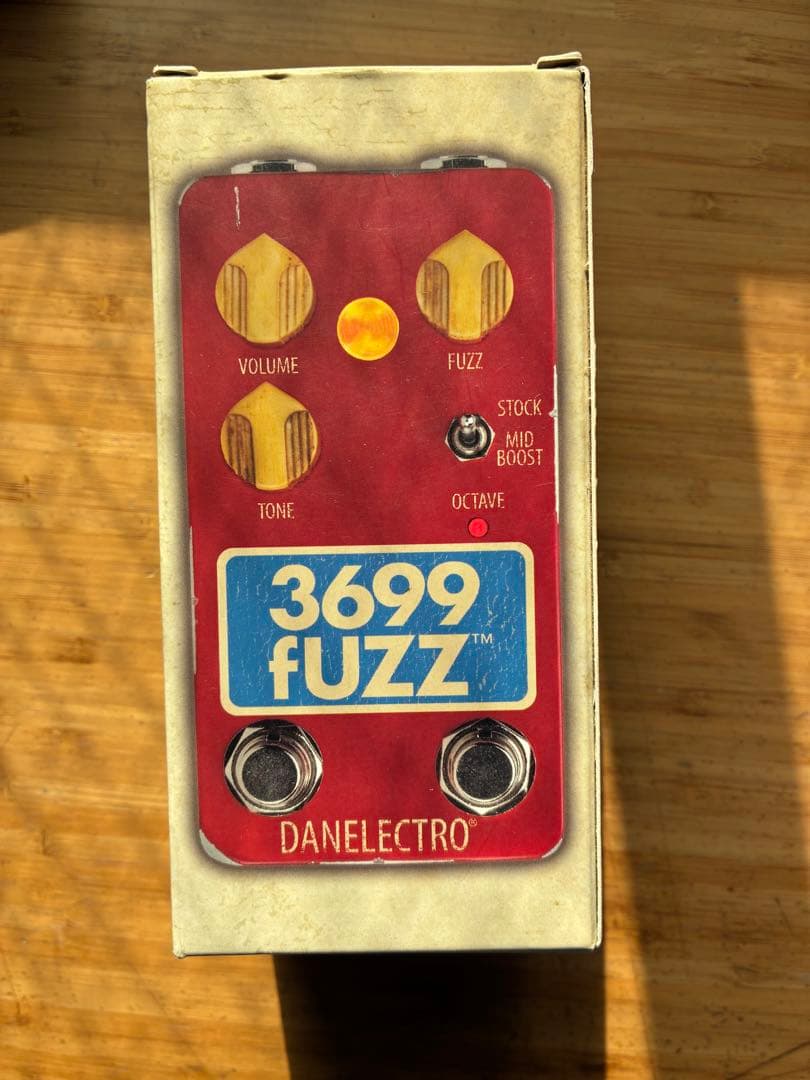 VOLUME
FUZZ
TONE
STOCK
MID
BOOST
OCTAVE
3699
fUZZ™
DANELECTRO®